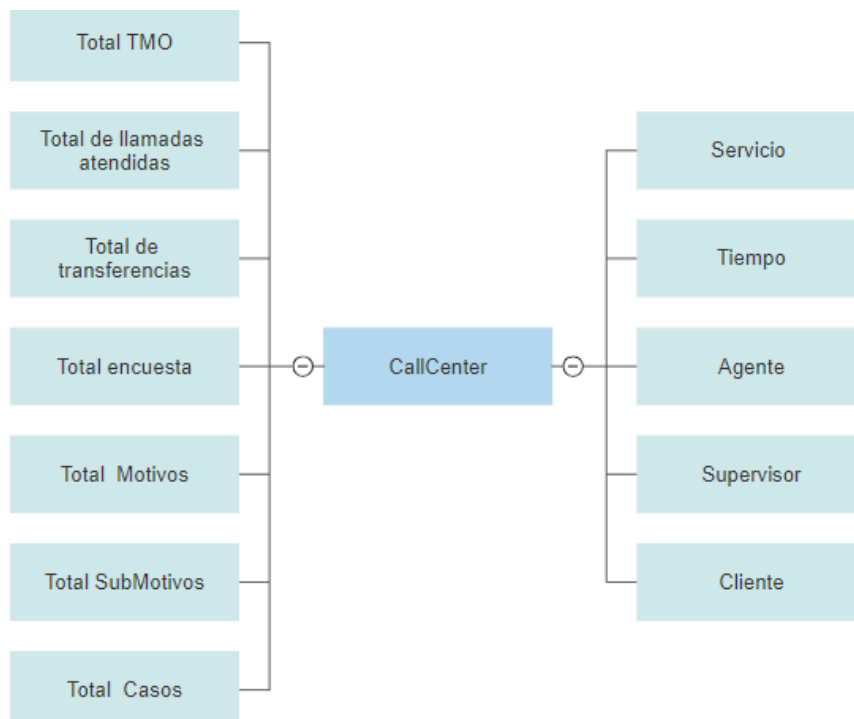 Total TMO
Total de llamadas
atendidas
Total de
transferencias
Total encuesta
Total Motivos
Total SubMotivos
Total Casos
CallCenter
Servicio
Tiempo
Agente
Supervisor
Cliente